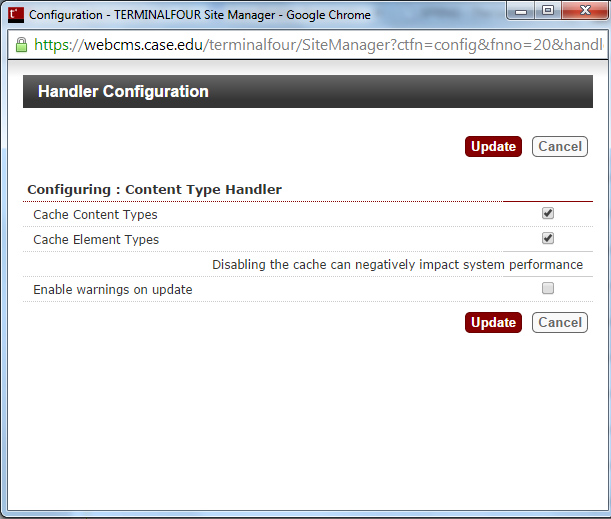 Configuration - TERMINALFOUR Site Manager - Google Chrome
https://webcms.case.edu/terminalfour/SiteManager?ctfn=config&fnno=20&handl
Handler Configuration
Update Cancel
Configuring : Content Type Handler
Cache Content Types
Cache Element Types
Disabling the cache can negatively impact system performance
Enable warnings on update
Update Cancel